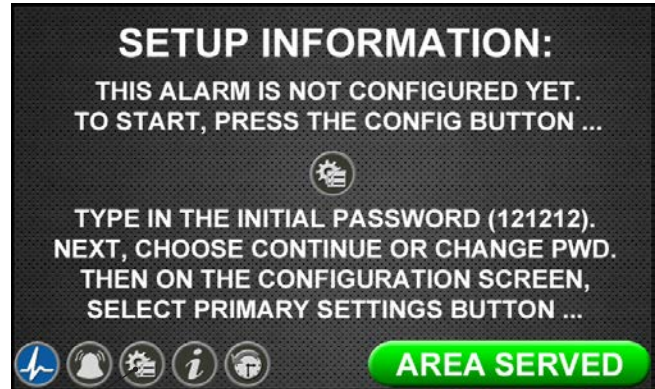 SETUP INFORMATION:
THIS ALARM IS NOT CONFIGURED YET.
TO START, PRESS THE CONFIG BUTTON ...
TYPE IN THE INITIAL PASSWORD (121212).
NEXT, CHOOSE CONTINUE OR CHANGE PWD.
THEN ON THE CONFIGURATION SCREEN,
SELECT PRIMARY SETTINGS BUTTON ...
i
AREA SERVED